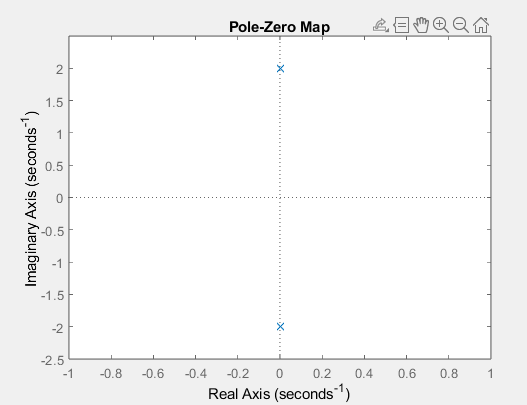 Pole-Zero Map
2
1.5
1
0.5
0
-0.5
-1
-1.5
-2
-2.5
-1 -0.8 -0.6 -0.4 -0.2 0 0.2 0.4 0.6 0.8 1
Imaginary Axis (seconds⁻¹)
Real Axis (seconds⁻¹)